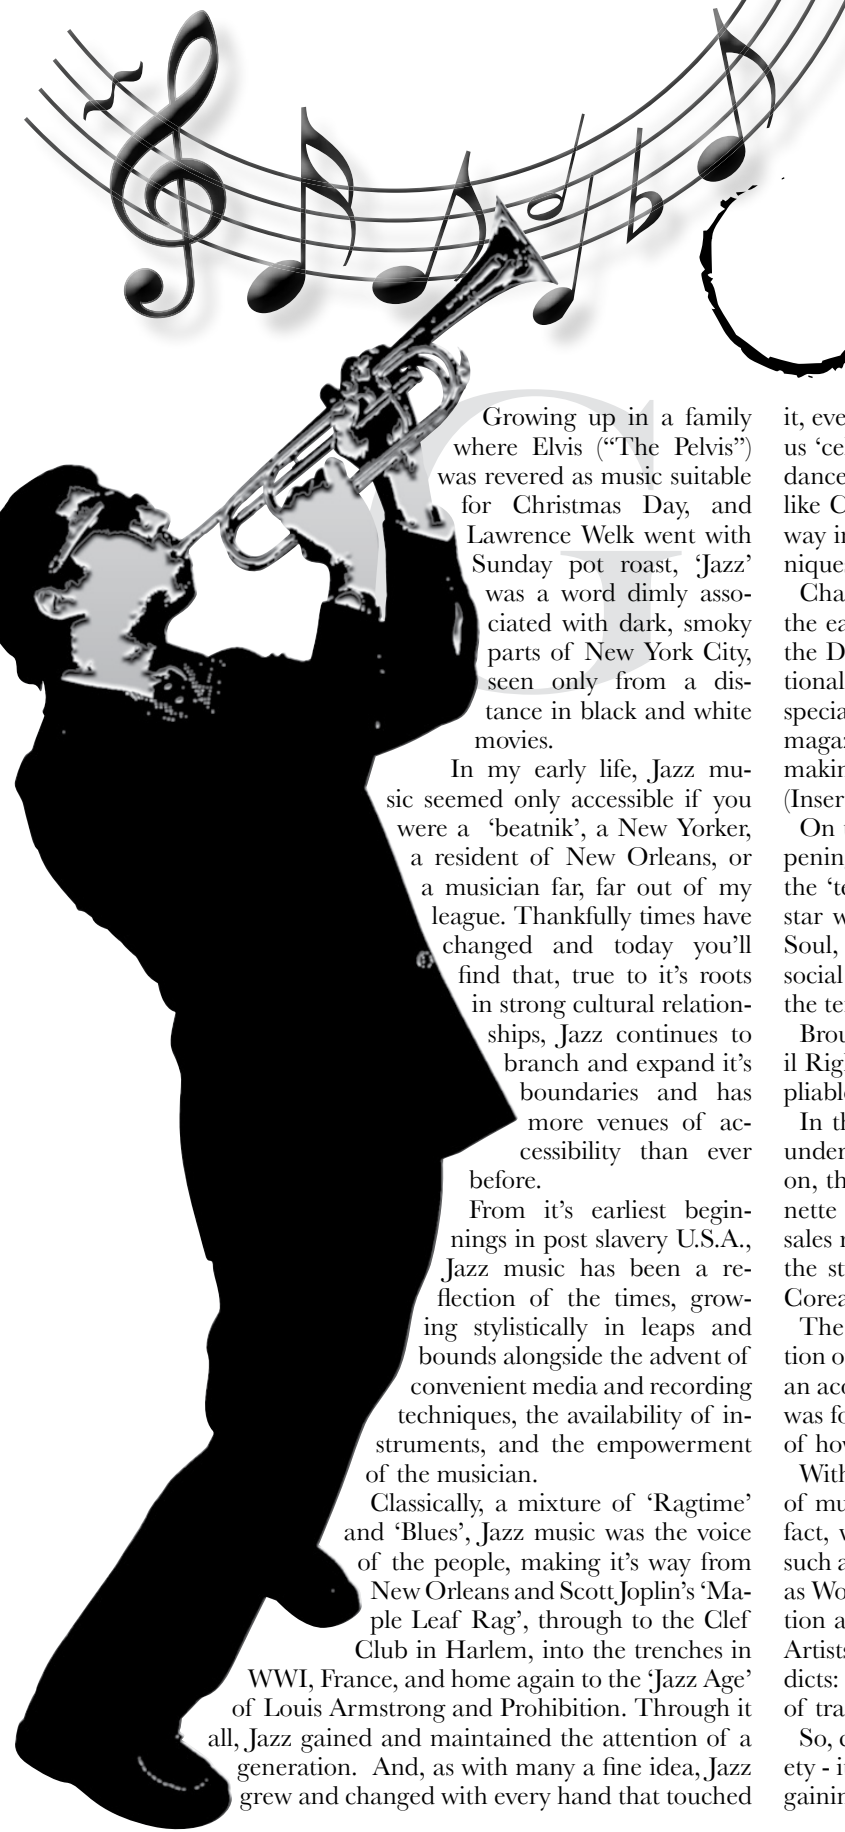 G
Growing up in a family
where Elvis (“The Pelvis”)
was revered as music suitable
for Christmas Day, and
Lawrence Welk went with
Sunday pot roast, ‘Jazz’
was a word dimly asso-
ciated with dark, smoky
parts of New York City,
seen only from a dis-
tance in black and white
movies.
In my early life, Jazz mu-
sic seemed only accessible if you
were a ‘beatnik’, a New Yorker,
a resident of New Orleans, or
a musician far, far out of my
league. Thankfully times have
changed and today you’ll
find that, true to it’s roots
in strong cultural relation-
ships, Jazz continues to
branch and expand it’s
boundaries and has
more venues of ac-
cessibility than ever
before.
From it’s earliest begin-
nings in post slavery U.S.A.,
Jazz music has been a re-
flection of the times, grow-
ing stylistically in leaps and
bounds alongside the advent of
convenient media and recording
techniques, the availability of in-
struments, and the empowerment
of the musician.
Classically, a mixture of ‘Ragtime’
and ‘Blues’, Jazz music was the voice
of the people, making it’s way from
New Orleans and Scott Joplin’s ‘Ma-
ple Leaf Rag’, through to the Clef
Club in Harlem, into the trenches in
WWI, France, and home again to the ‘Jazz Age’
of Louis Armstrong and Prohibition. Through it
all, Jazz gained and maintained the attention of a
generation. And, as with many a fine idea, Jazz
grew and changed with every hand that touched
it, eve
us ‘ce
dance
like C
way in
nique
Cha
the ea
the D
tional
specia
maga
makin
(Inser
On
penin
the ‘te
star w
Soul,
social
the te
Brou
il Righ
pliable
In th
under
on, th
nette
sales r
the st
Corea
The
tion o
an acc
was fo
of how
With
of mu
fact, w
such a
as Wo
tion a
Artists
dicts:
of tra
So, c
ety - i
gainin